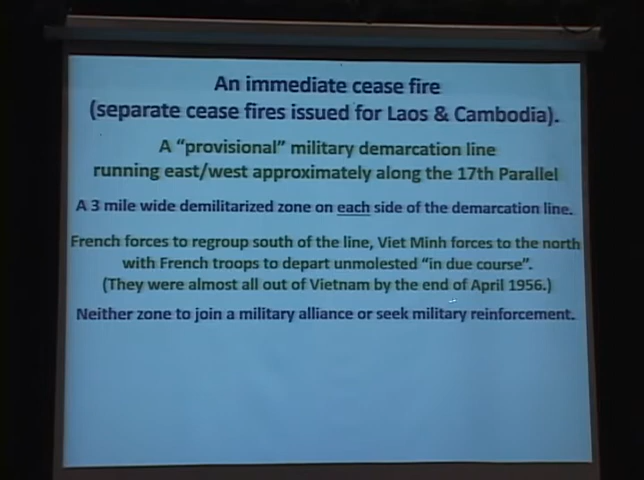 An immediate cease fire
(separate cease fires issued for Laos & Cambodia).
A “provisional” military demarcation line
running east/west approximately along the 17th Parallel
A 3 mile wide demilitarized zone on each side of the demarcation line.
French forces to regroup south of the line, Viet Minh forces to the north
with French troops to depart unmolested “in due course”.
(They were almost all out of Vietnam by the end of April 1956.)
Neither zone to join a military alliance or seek military reinforcement.